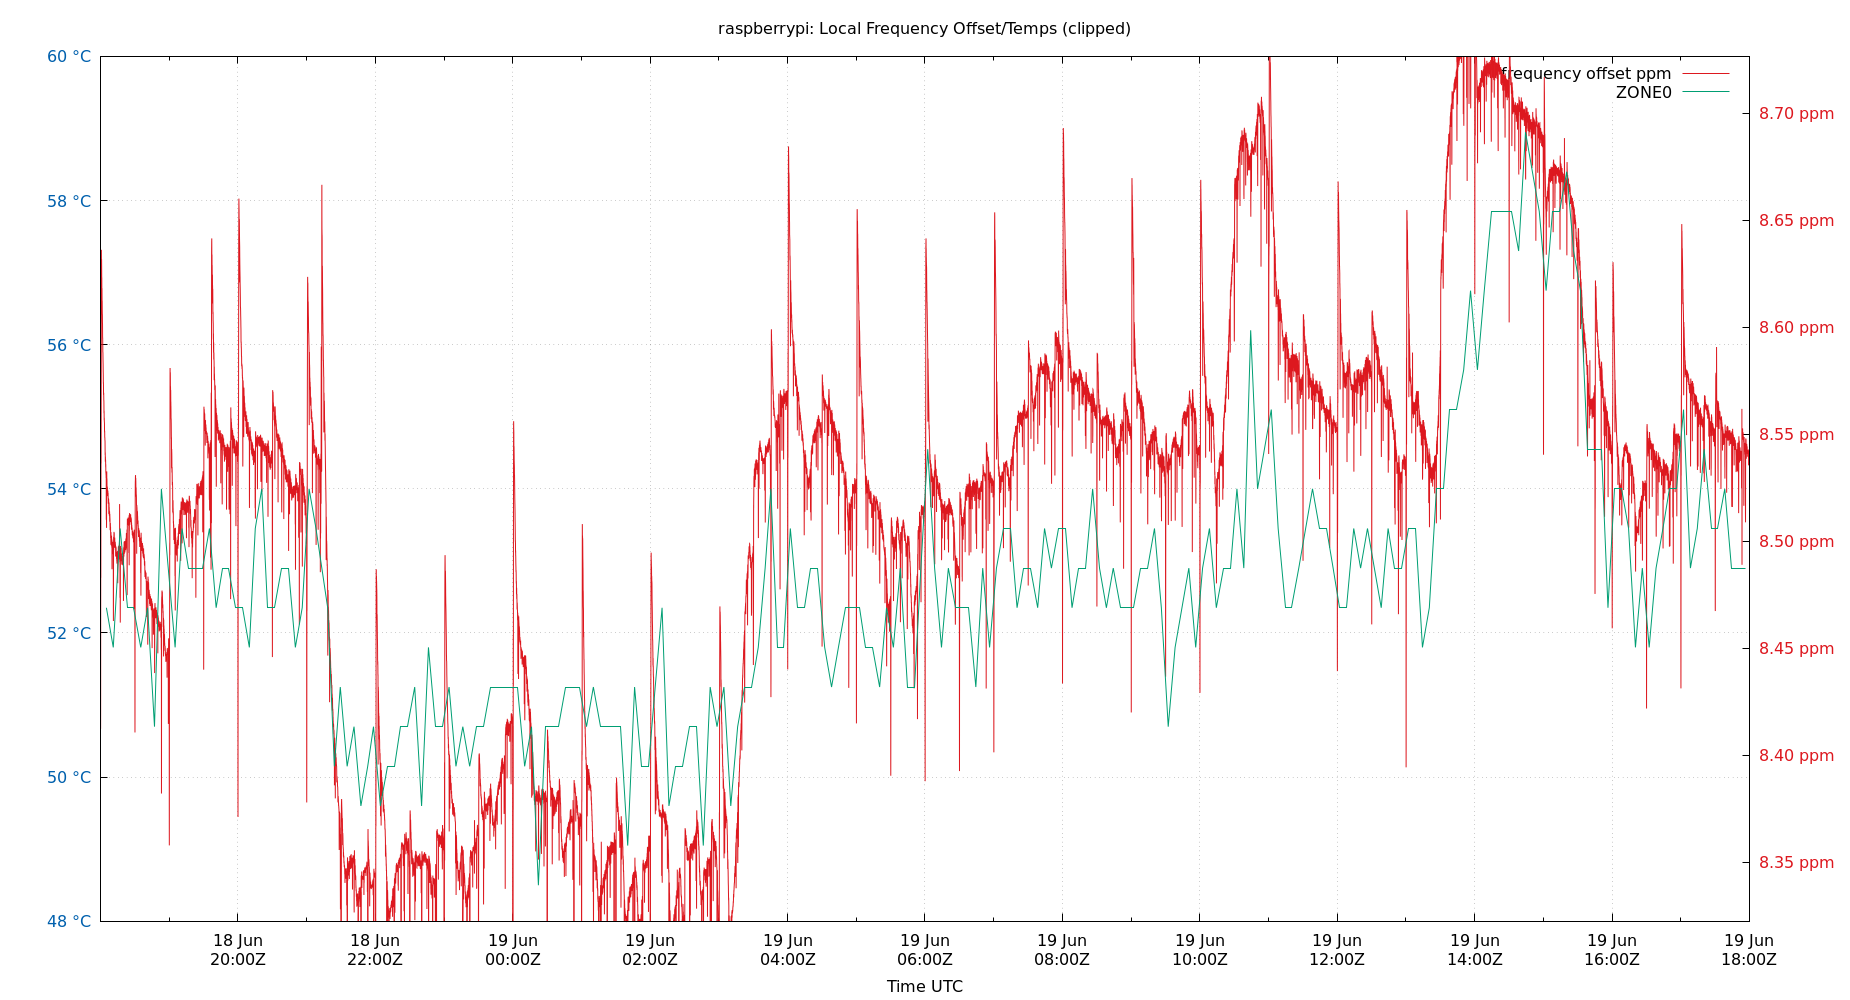 raspberrypi: Local Frequency Offset/Temps (clipped)
60 °C
58 °C
56 °C
54 °C
52 °C
50 °C
48 °C
frequency offset ppm
ZONE0
8.70 ppm
8.65 ppm
8.60 ppm
8.55 ppm
8.50 ppm
8.45 ppm
8.40 ppm
8.35 ppm
18 Jun 18 Jun 19 Jun 19 Jun 19 Jun 19 Jun 19 Jun 19 Jun 19 Jun 19 Jun 19 Jun 19 Jun
20:00Z 22:00Z 00:00Z 02:00Z 04:00Z 06:00Z 08:00Z 10:00Z 12:00Z 14:00Z 16:00Z 18:00Z
Time UTC